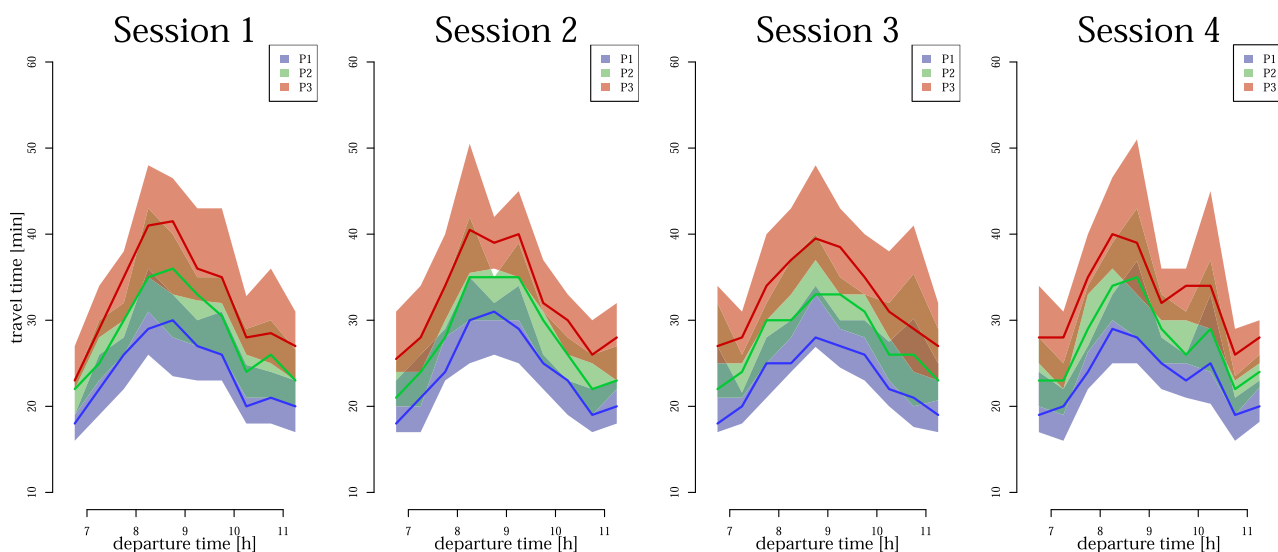 Session 1
Session 2
Session 3
Session 4
P1
P2
P3
P1
P2
P3
P1
P2
P3
P1
P2
P3
travel time [min]
60
50
40
30
20
10
60
50
40
30
20
10
60
50
40
30
20
10
60
50
40
30
20
10
7 8 9 10 11
7 8 9 10 11
7 8 9 10 11
7 8 9 10 11
departure time [h]
departure time [h]
departure time [h]
departure time [h]